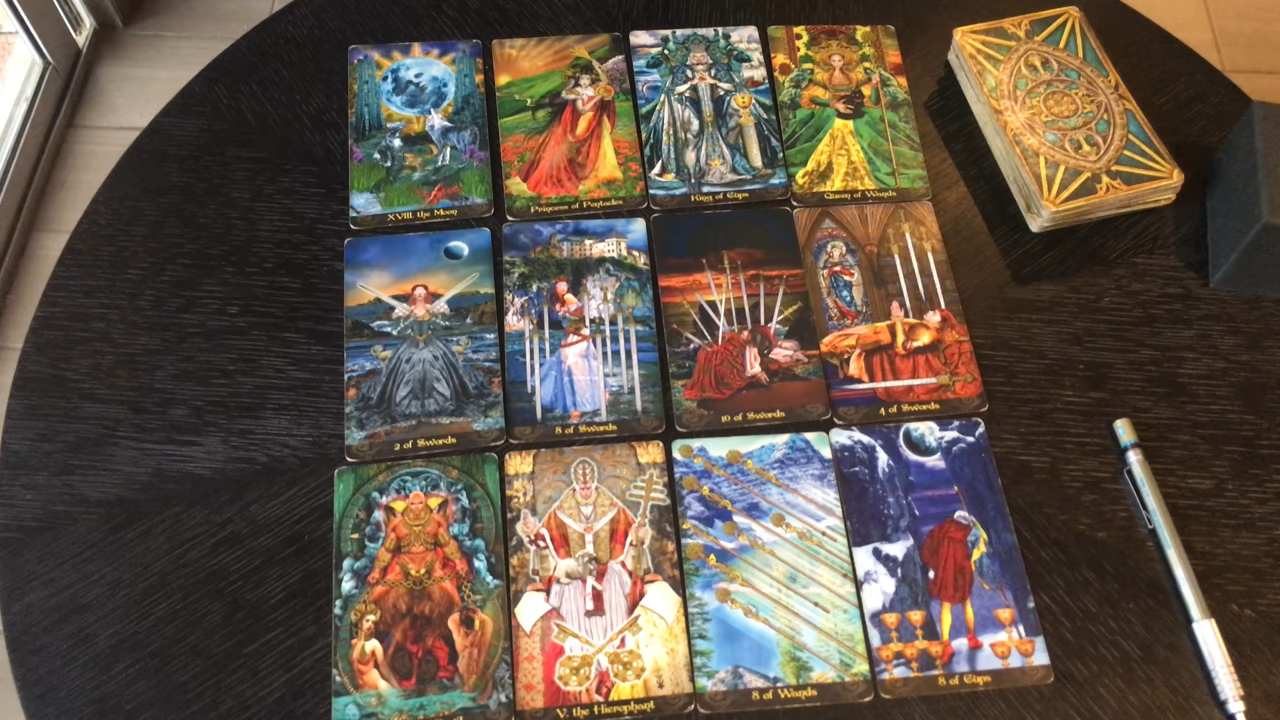 XVIII. the Moon
Princess of Pentacles
King of Cups
Queen of Wands
2 of Swords
8 of Swords
10 of Swords
4 of Swords
V. the Hierophant
8 of Wands
8 of Cups